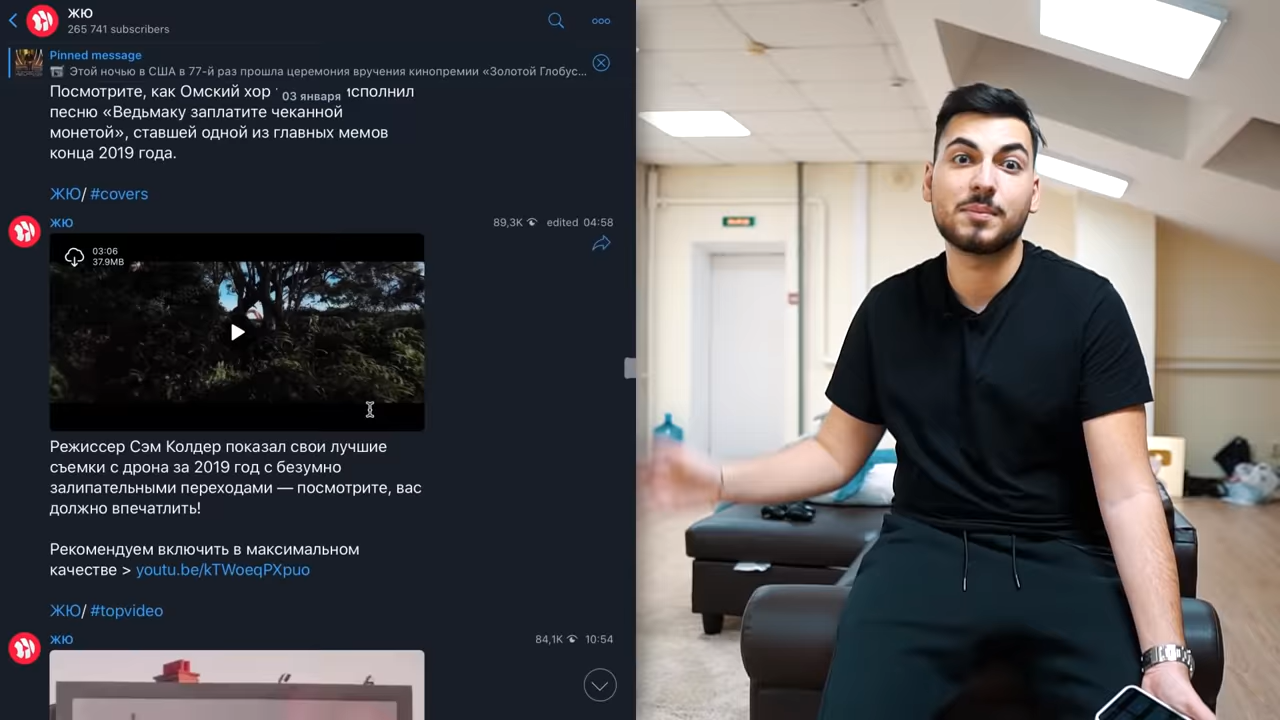 ЖЮ
265 741 subscribers
Pinned message
Этой ночью в США в 77-й раз прошла церемония вручения кинопремии «Золотой Глобус...
Посмотрите, как Омский хор
03 января
песню «Ведьмаку заплатите чеканной
монетой», ставшей одной из главных мемов
конца 2019 года.
ЖЮ/ #covers
ЖЮ
89,3K edited 04:58
03:06
37.9MB
Режиссер Сэм Колдер показал свои лучшие
съемки с дрона за 2019 год с безумно
залипательными переходами — посмотрите, вас
должно впечатлить!
Рекомендуем включить в максимальном
качестве > youtu.be/kTWoeqPXpuo
ЖЮ/ #topvideo
ЖЮ
84,1K 10:54